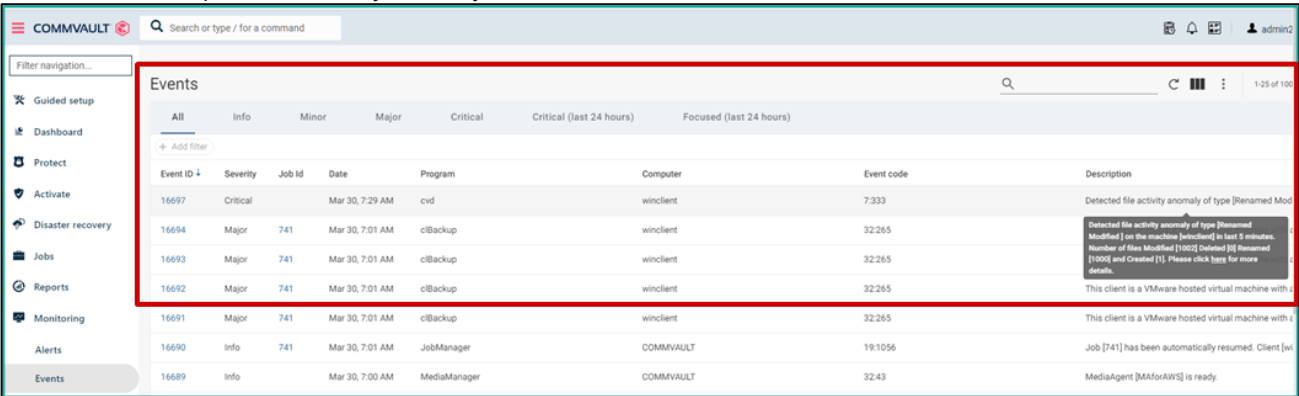 COMMVAULT
Search or type / for a command
admin2
Filter navigation...
Guided setup
Dashboard
Protect
Activate
Disaster recovery
Jobs
Reports
Monitoring
Alerts
Events
Events
1-25 of 100
All Info Minor Major Critical Critical (last 24 hours) Focused (last 24 hours)
+ Add filter
Event ID ↓ Severity Job Id Date Program Computer Event code Description
16697 Critical Mar 30, 7:29 AM cvd winclient 7:333 Detected file activity anomaly of type [Renamed Mod
16694 Major 741 Mar 30, 7:01 AM clBackup winclient 32:265
16693 Major 741 Mar 30, 7:01 AM clBackup winclient 32:265
16692 Major 741 Mar 30, 7:01 AM clBackup winclient 32:265 This client is a VMware hosted virtual machine with a
16691 Major 741 Mar 30, 7:01 AM clBackup winclient 32:265 This client is a VMware hosted virtual machine with a
16690 Info 741 Mar 30, 7:01 AM JobManager COMMVAULT 19:1056 Job [741] has been automatically resumed. Client [wi
16689 Info Mar 30, 7:00 AM MediaManager COMMVAULT 32:43 MediaAgent [MAforAWS] is ready.
Detected file activity anomaly of type [Renamed
Modified ] on the machine [winclient] in last 5 minutes.
Number of files Modified [1002] Deleted [0] Renamed
[1000] and Created [1]. Please click here for more
details.